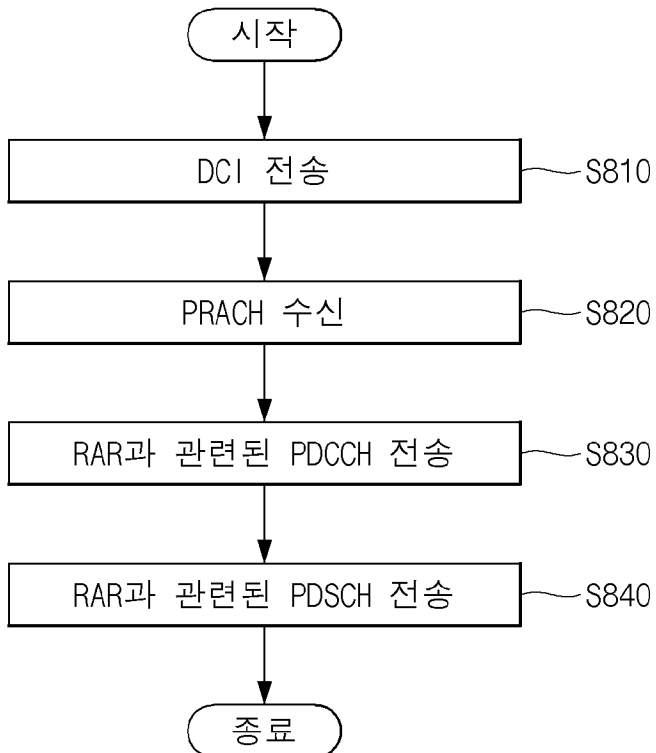 시작
DCI 전송
S810
PRACH 수신
S820
RAR과 관련된 PDCCH 전송
S830
RAR과 관련된 PDSCH 전송
S840
종료